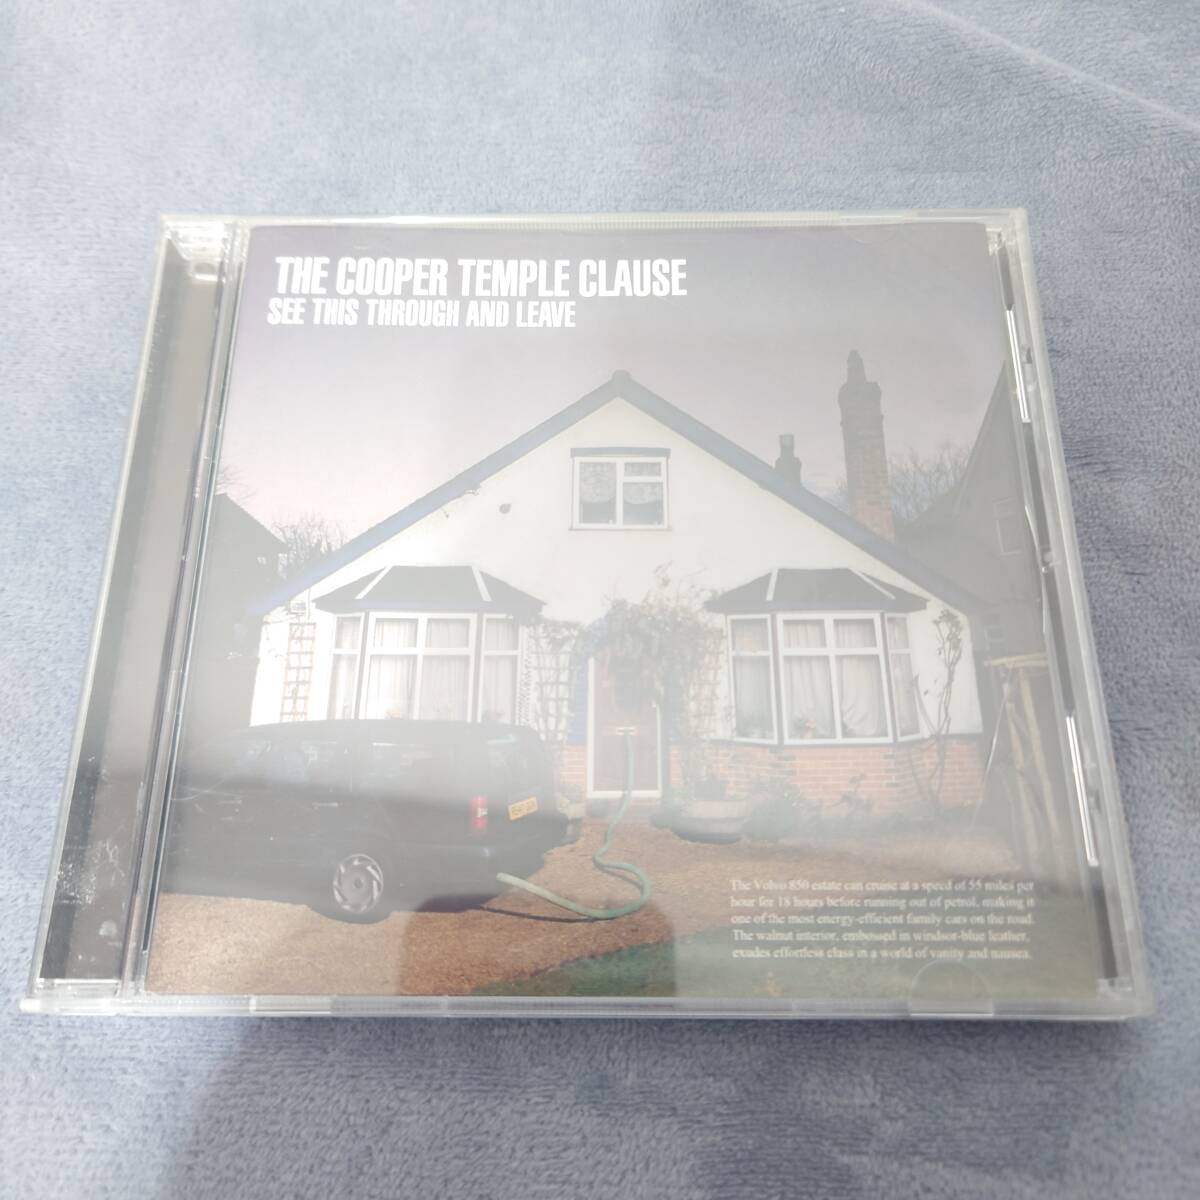 THE COOPER TEMPLE CLAUSE
SEE THIS THROUGH AND LEAVE
The Volvo 850 estate can cruise at a speed of 55 miles per
hour for 18 hours before running out of petrol, making it
one of the most energy-efficient family cars on the road.
The walnut interior, embossed in windsor-blue leather,
exudes effortless class in a world of vanity and nausea.